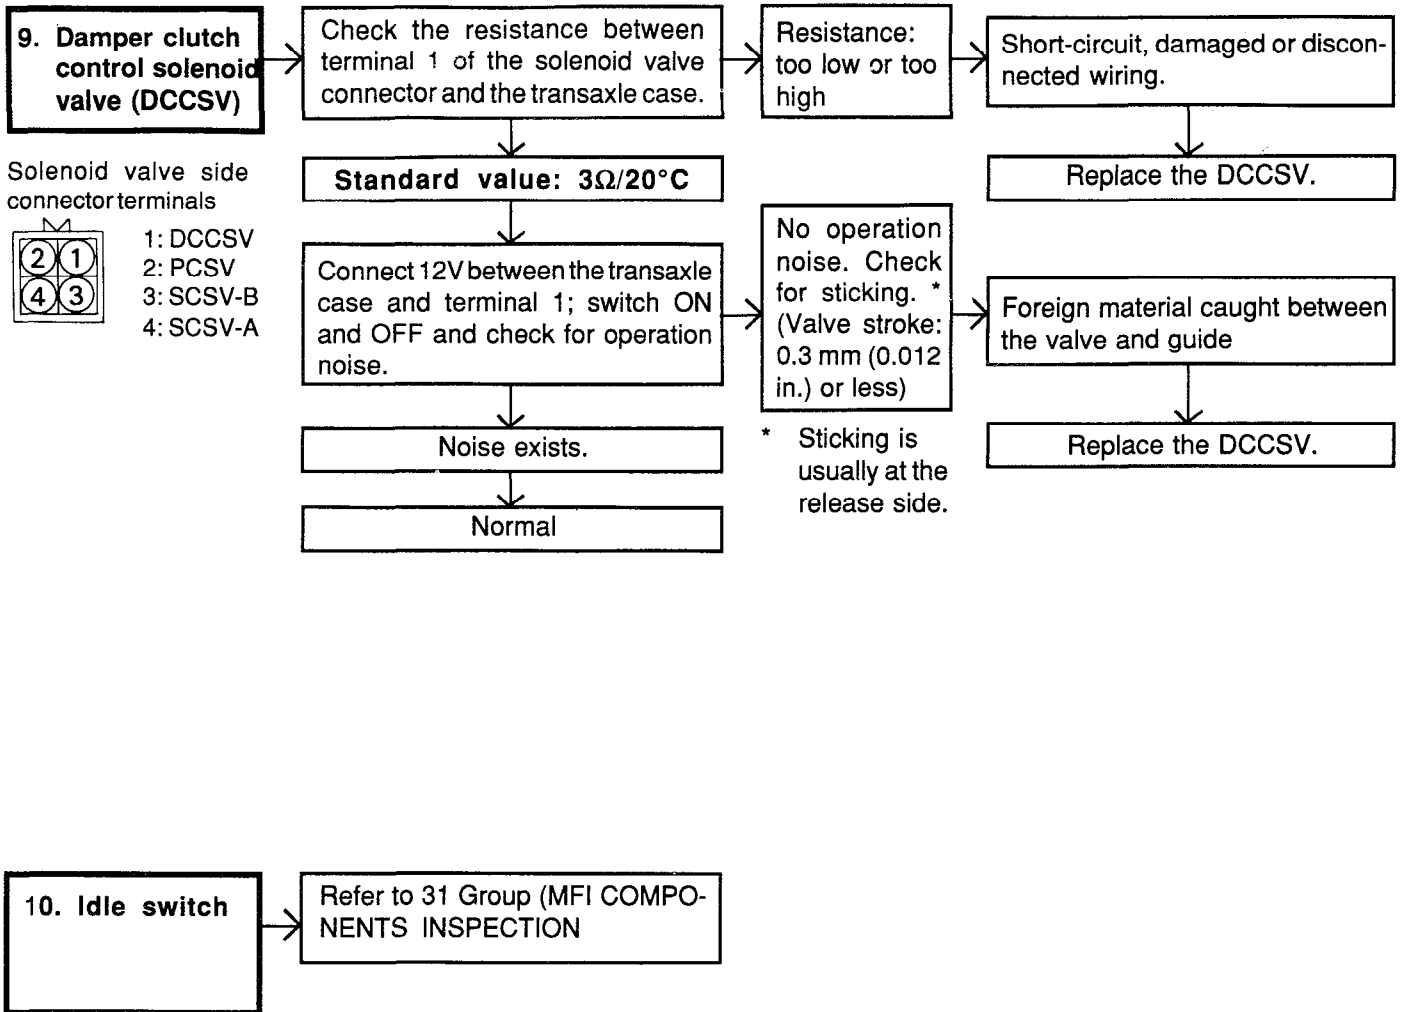 9. Damper clutch
control solenoid
valve (DCCSV)
Check the resistance between
terminal 1 of the solenoid valve
connector and the transaxle case.
Resistance:
too low or too
high
Short-circuit, damaged or discon-
nected wiring.
Replace the DCCSV.
Standard value: 3Ω/20°C
Solenoid valve side
connector terminals
2 1
4 3
1: DCCSV
2: PCSV
3: SCSV-B
4: SCSV-A
Connect 12V between the transaxle
case and terminal 1; switch ON
and OFF and check for operation
noise.
No operation
noise. Check
for sticking. *
(Valve stroke:
0.3 mm (0.012
in.) or less)
Foreign material caught between
the valve and guide
Replace the DCCSV.
* Sticking is
usually at the
release side.
Noise exists.
Normal
10. Idle switch
Refer to 31 Group (MFI COMPO-
NENTS INSPECTION